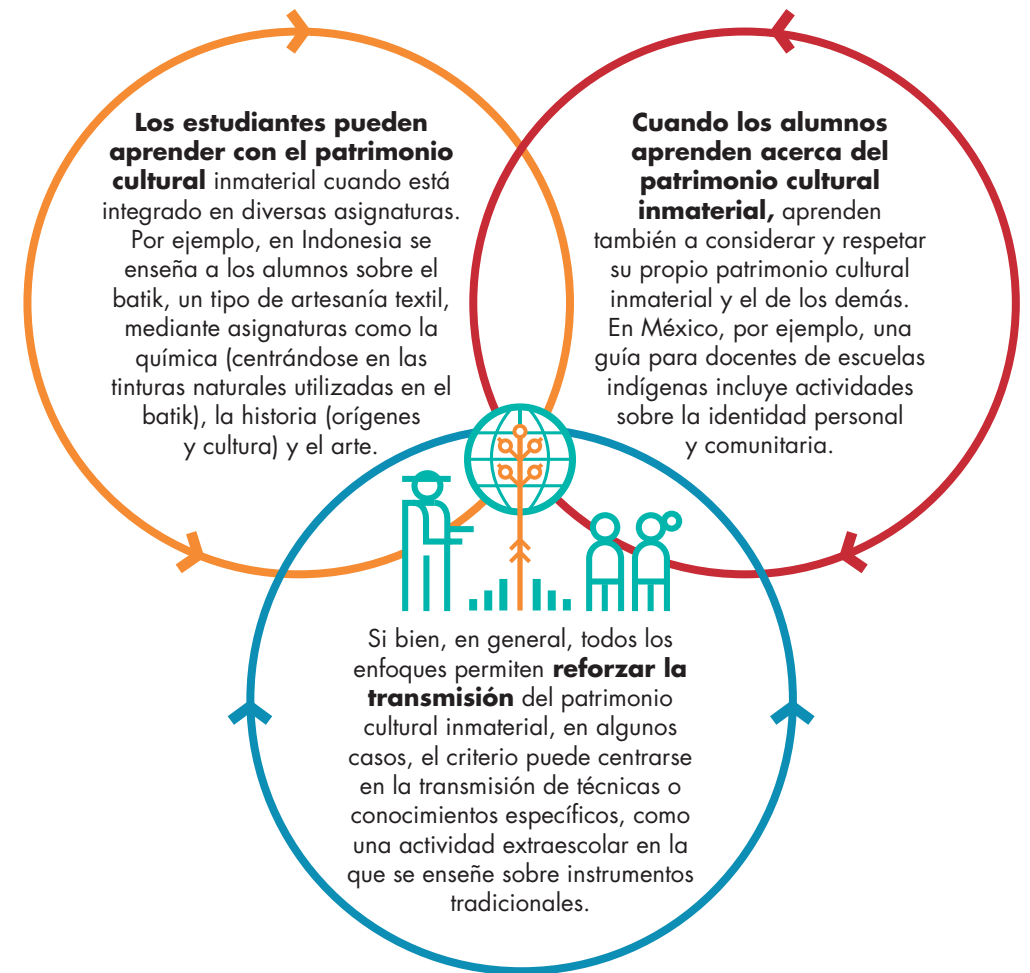 Los estudiantes pueden
aprender con el patrimonio
cultural inmaterial cuando está
integrado en diversas asignaturas.
Por ejemplo, en Indonesia se
enseña a los alumnos sobre el
batik, un tipo de artesanía textil,
mediante asignaturas como la
química (centrándose en las
tinturas naturales utilizadas en el
batik), la historia (orígenes
y cultura) y el arte.
Cuando los alumnos
aprenden acerca del
patrimonio cultural
inmaterial, aprenden
también a considerar y respetar
su propio patrimonio cultural
inmaterial y el de los demás.
En México, por ejemplo, una
guía para docentes de escuelas
indígenas incluye actividades
sobre la identidad personal
y comunitaria.
Si bien, en general, todos los
enfoques permiten reforzar la
transmisión del patrimonio
cultural inmaterial, en algunos
casos, el criterio puede centrarse
en la transmisión de técnicas o
conocimientos específicos, como
una actividad extraescolar en la
que se enseñe sobre instrumentos
tradicionales.